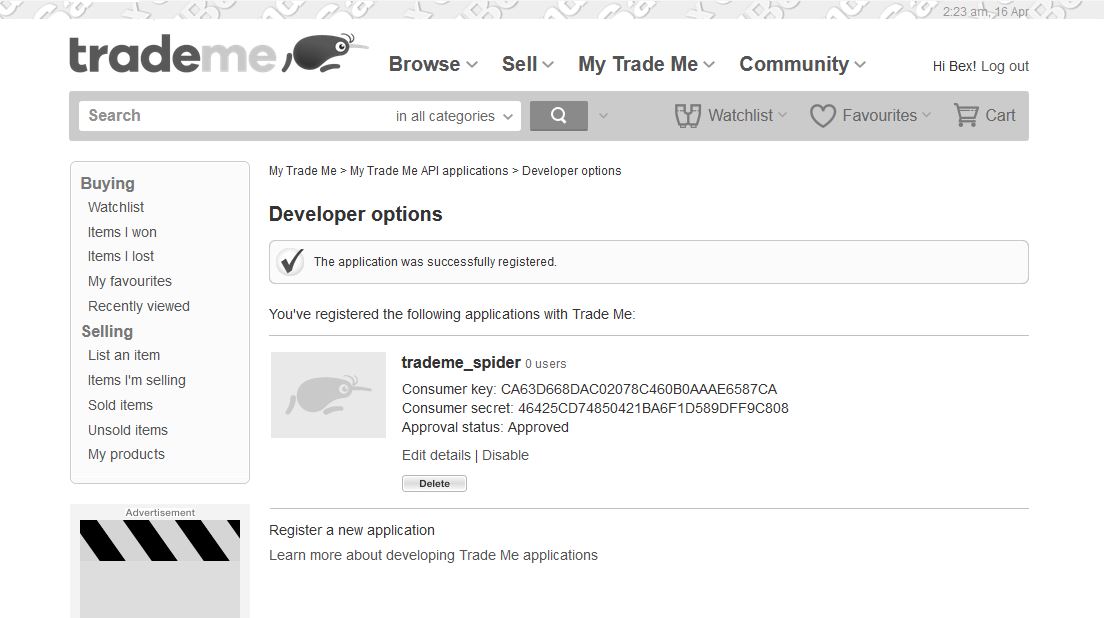 2:23 am, 16 Apr
trademe
Browse Sell My Trade Me Community Hi Bex! Log out
Search in all categories Watchlist Favourites Cart
My Trade Me > My Trade Me API applications > Developer options
Buying
Watchlist
Items I won
Items I lost
My favourites
Recently viewed
Selling
List an item
Items I'm selling
Sold items
Unsold items
My products
Advertisement
Developer options
The application was successfully registered.
You've registered the following applications with Trade Me:
trademe_spider 0 users
Consumer key: CA63D668DAC02078C460B0AAAE6587CA
Consumer secret: 46425CD74850421BA6F1D589DFF9C808
Approval status: Approved
Edit details | Disable
Delete
Register a new application
Learn more about developing Trade Me applications